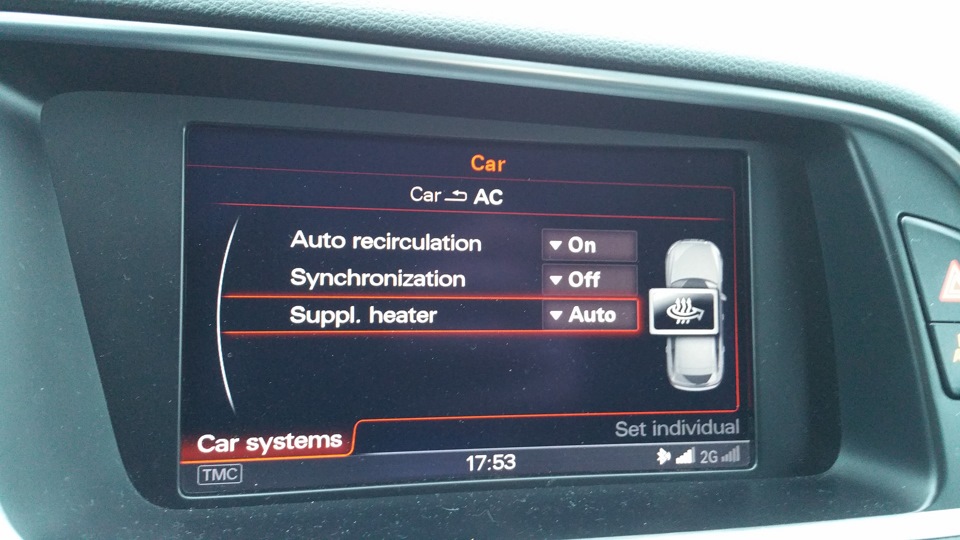 Car
Car AC
Auto recirculation On
Synchronization Off
Suppl. heater Auto
Set individual
Car systems
TMC 17:53 2G